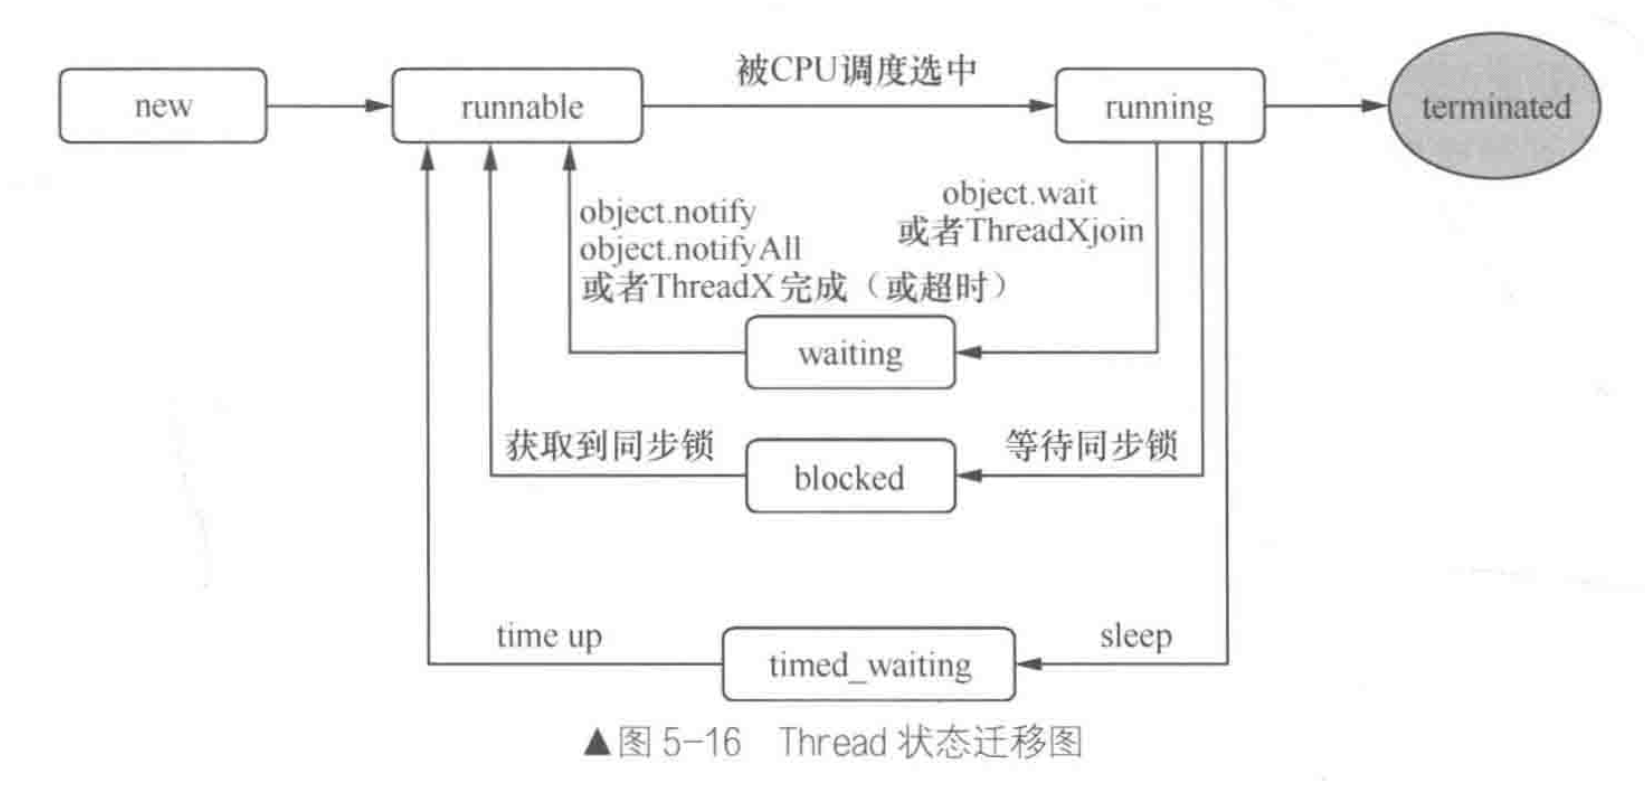 被CPU调度选中
new
runnable
running
terminated
object.notify
object.notifyAll
或者ThreadX 完成（或超时）
object.wait
或者ThreadXjoin
waiting
获取到同步锁
blocked
等待同步锁
time up
timed_waiting
sleep
▲图 5-16 Thread 状态迁移图